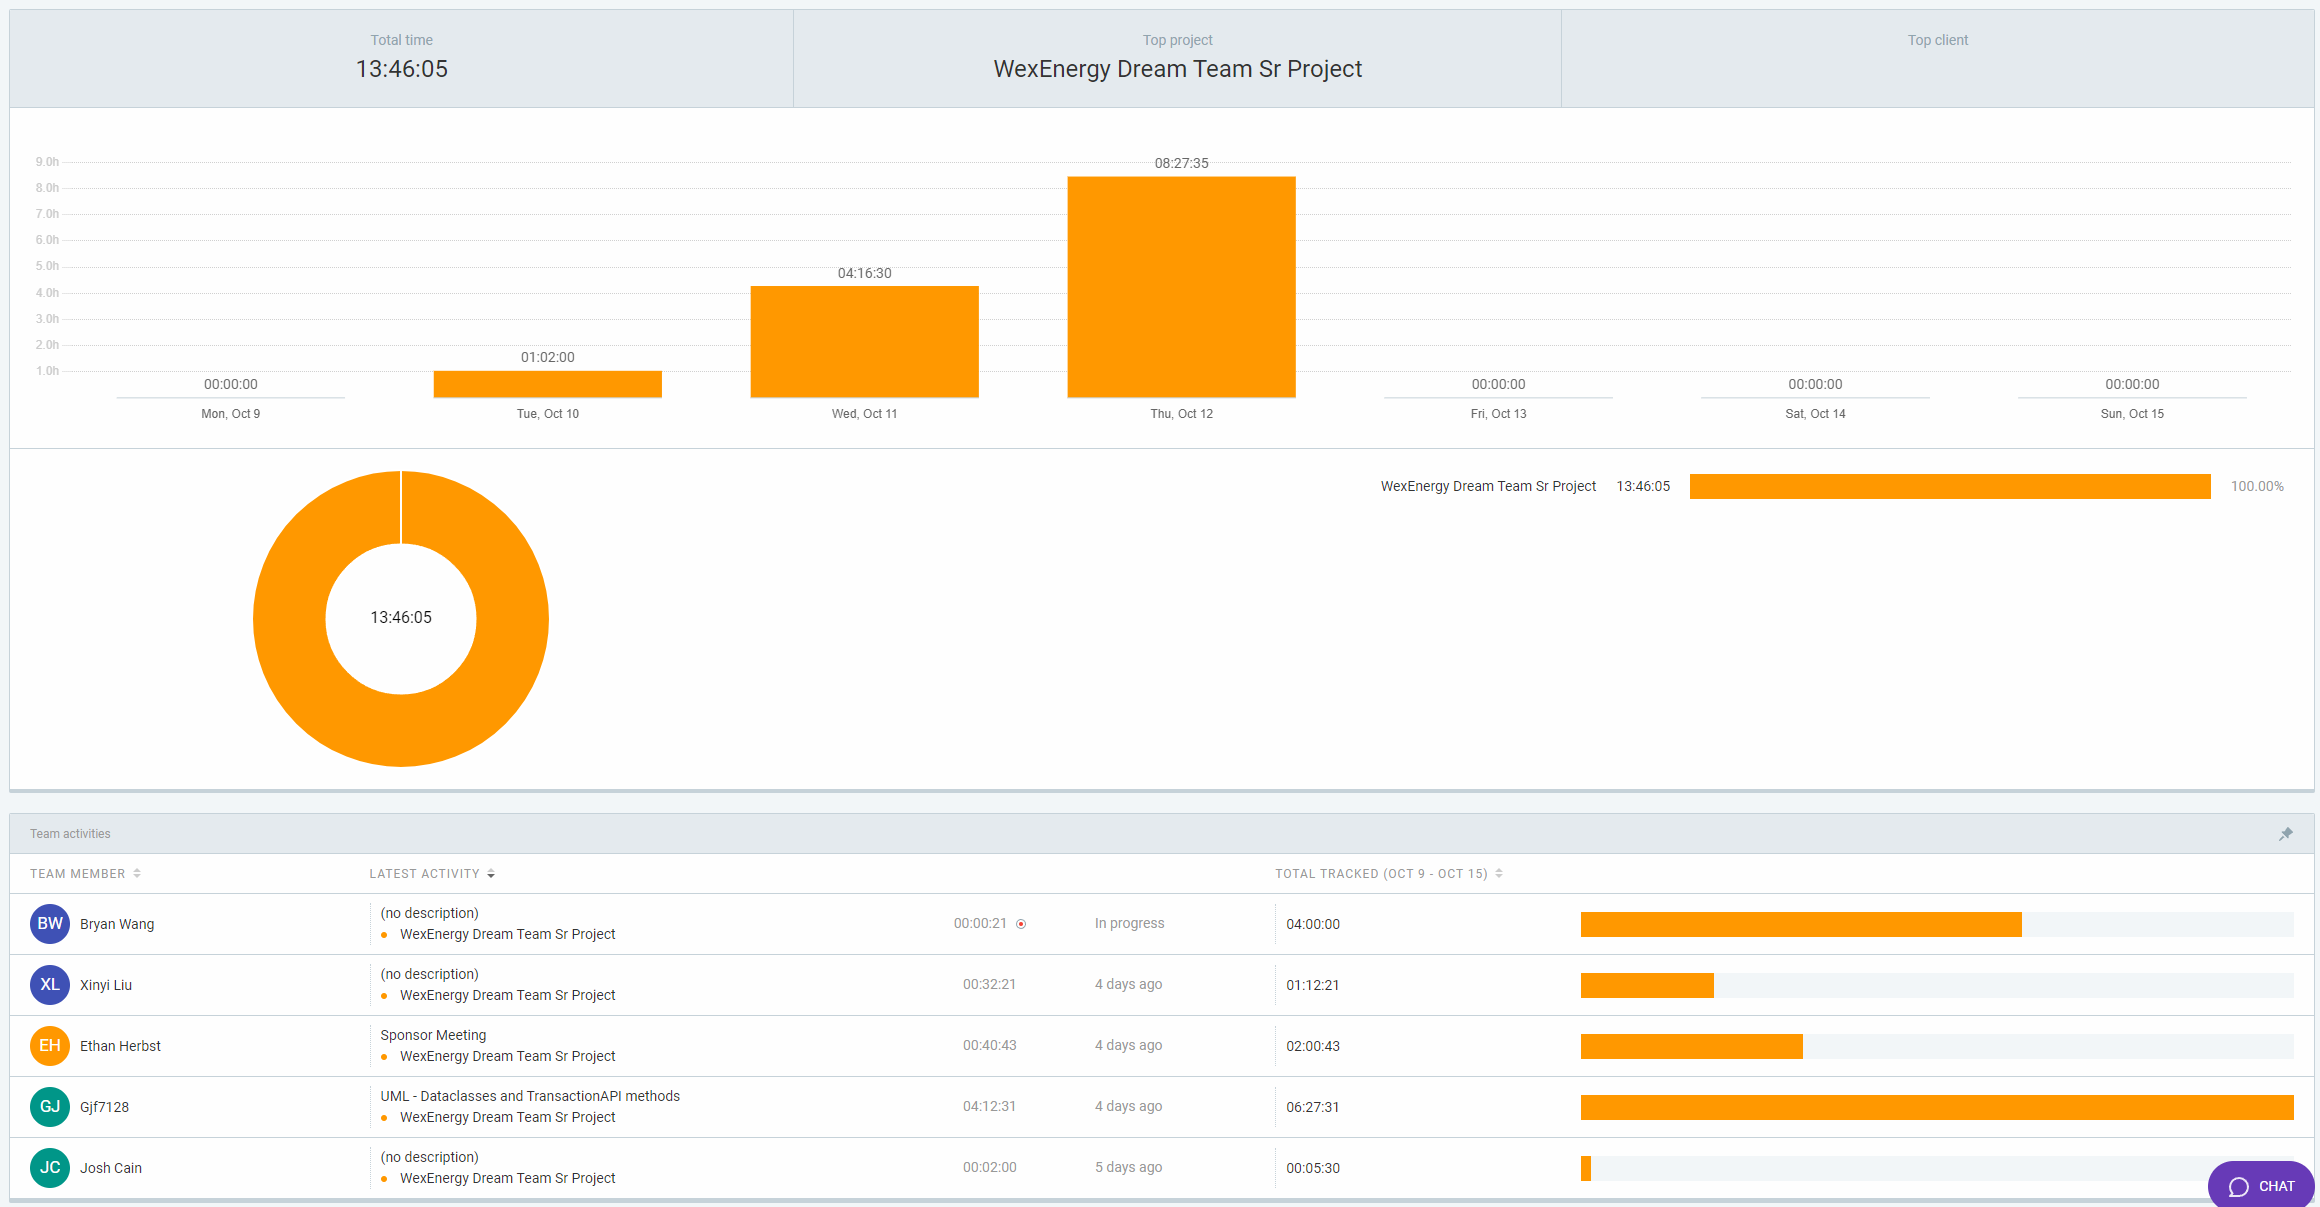 Total time
13:46:05
Top project
WexEnergy Dream Team Sr Project
Top client
9.0h
8.0h
7.0h
6.0h
5.0h
4.0h
3.0h
2.0h
1.0h
00:00:00
01:02:00
04:16:30
08:27:35
00:00:00
00:00:00
00:00:00
Mon, Oct 9
Tue, Oct 10
Wed, Oct 11
Thu, Oct 12
Fri, Oct 13
Sat, Oct 14
Sun, Oct 15
13:46:05
WexEnergy Dream Team Sr Project 13:46:05 100.00%
Team activities
TEAM MEMBER LATEST ACTIVITY TOTAL TRACKED (OCT 9 - OCT 15)
BW Bryan Wang
(no description)
WexEnergy Dream Team Sr Project
00:00:21 In progress 04:00:00
XL Xinyi Liu
(no description)
WexEnergy Dream Team Sr Project
00:32:21 4 days ago 01:12:21
EH Ethan Herbst
Sponsor Meeting
WexEnergy Dream Team Sr Project
00:40:43 4 days ago 02:00:43
GJ Gjf7128
UML - Dataclasses and TransactionAPI methods
WexEnergy Dream Team Sr Project
04:12:31 4 days ago 06:27:31
JC Josh Cain
(no description)
WexEnergy Dream Team Sr Project
00:02:00 5 days ago 00:05:30
CHAT